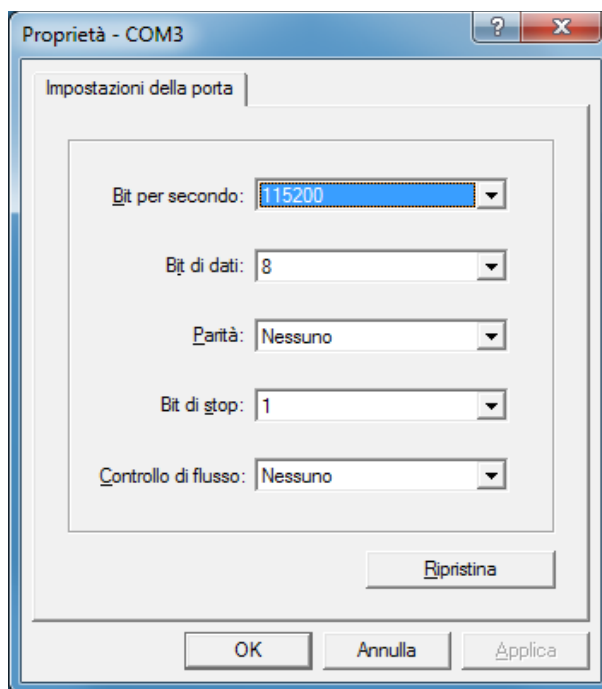 Proprietà - COM3
Impostazioni della porta
Bit per secondo: 115200
Bit di dati: 8
Parità: Nessuno
Bit di stop: 1
Controllo di flusso: Nessuno
Ripristina
OK Annulla Applica